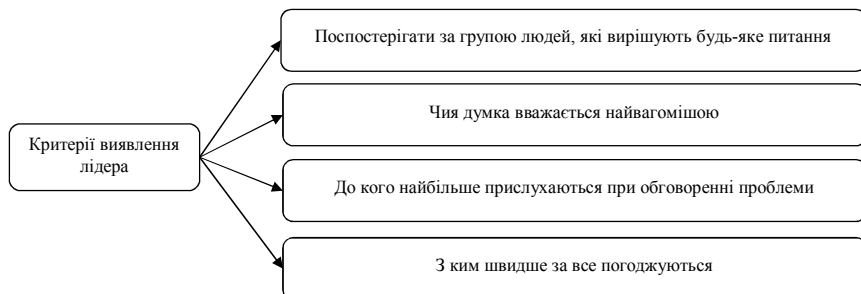 Поспостерігати за групою людей, які вирішують будь-яке питання
Чия думка вважається найвагомішою
Критерії виявлення
лідера
До кого найбільше прислухаються при обговоренні проблеми
З ким швидше за все погоджуються